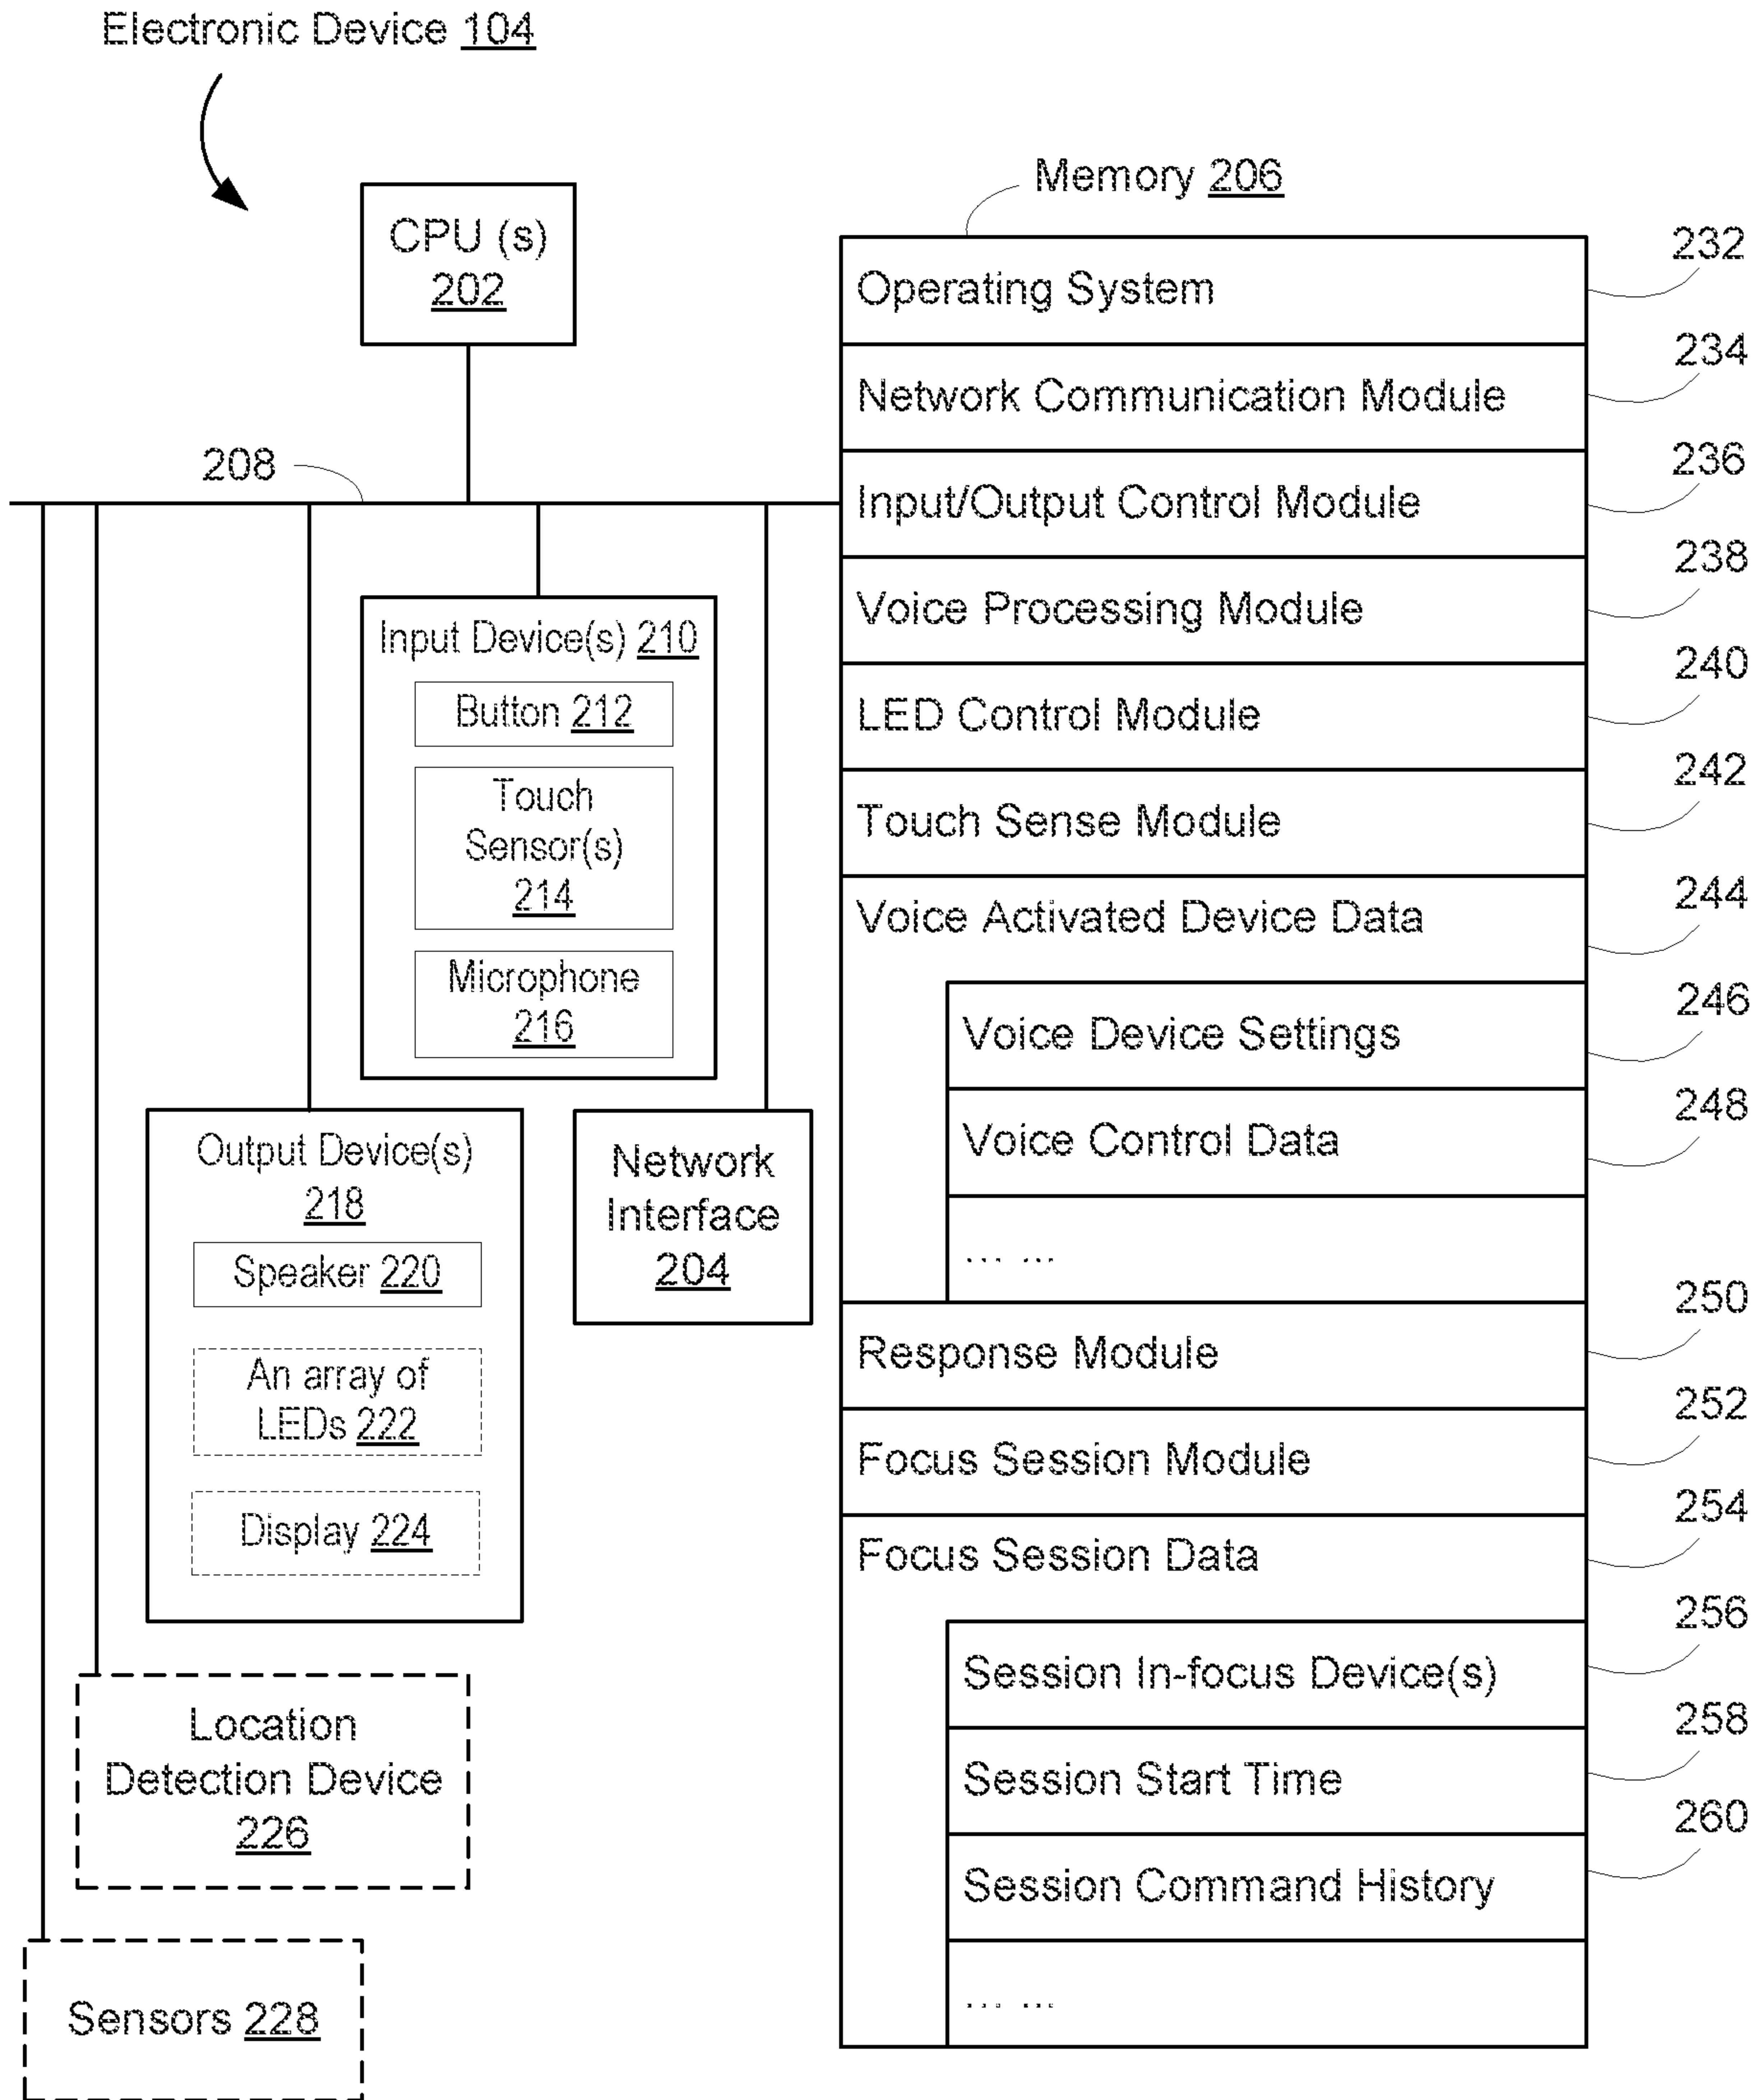 Electronic Device 104
CPU (s)
202
208
Input Device(s) 210
Button 212
Touch
Sensor(s)
214
Microphone
216
Output Device(s)
218
Speaker 220
An array of
LEDs 222
Display 224
Network
Interface
204
Location
Detection Device
226
Sensors 228
Memory 206
Operating System
232
Network Communication Module
234
Input/Output Control Module
236
Voice Processing Module
238
LED Control Module
240
Touch Sense Module
242
Voice Activated Device Data
244
Voice Device Settings
246
Voice Control Data
248
... ...
Response Module
250
Focus Session Module
252
Focus Session Data
254
Session In-focus Device(s)
256
Session Start Time
258
Session Command History
260
... ...